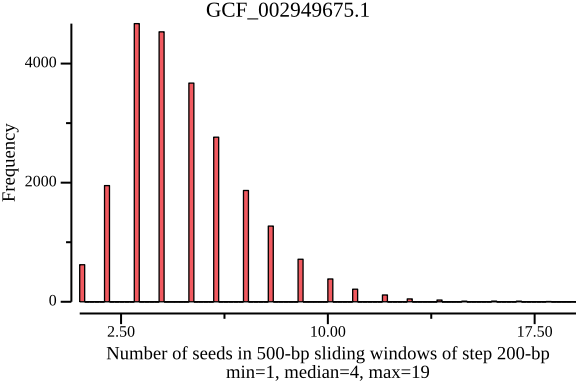 GCF_002949675.1
Frequency
4000
2000
0
2.50 10.00 17.50
Number of seeds in 500-bp sliding windows of step 200-bp
min=1, median=4, max=19